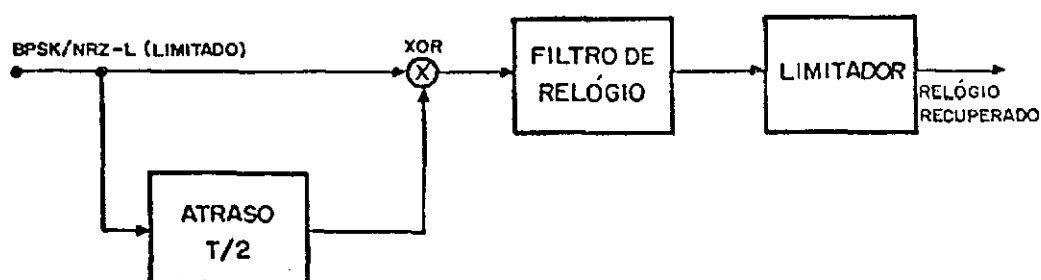 BPSK/NRZ-L (LIMITADO)
XOR
X
FILTRO DE
RELÓGIO
LIMITADOR
RELÓGIO
RECUPERADO
ATRASO
T/2